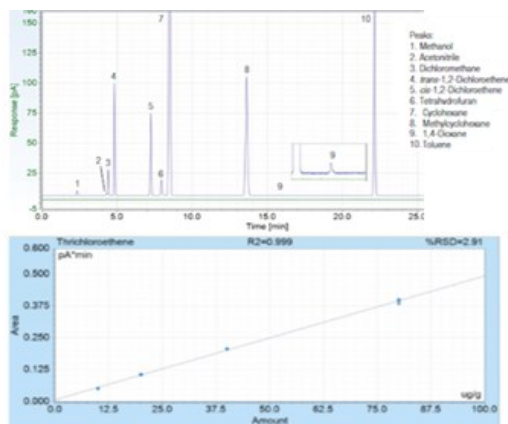 7
10
Peaks:
1. Methanol
2. Acetonitrile
3. Dichloromethane
4. trans-1,2-Dichloroethene
5. cis-1,2-Dichloroethene
6. Tetrahydrofuran
7. Cyclohexane
8. Methylcyclohexane
9. 1,4-Dioxane
10. Toluene
150
125
100
75
50
25
-5
Response [pA]
4
8
5
2
3
1
6
9
9
0.0
5.0
10.0
15.0
20.0
25.0
Time [min]
Thrichloroethene R2=0.999 %RSD=2.91
0.600
pA*min
0.375
0.250
0.125
0.000
Area
ug/g
0.0 12.5 25.0 37.5 50.0 62.5 75.0 87.5 100.0
Amount